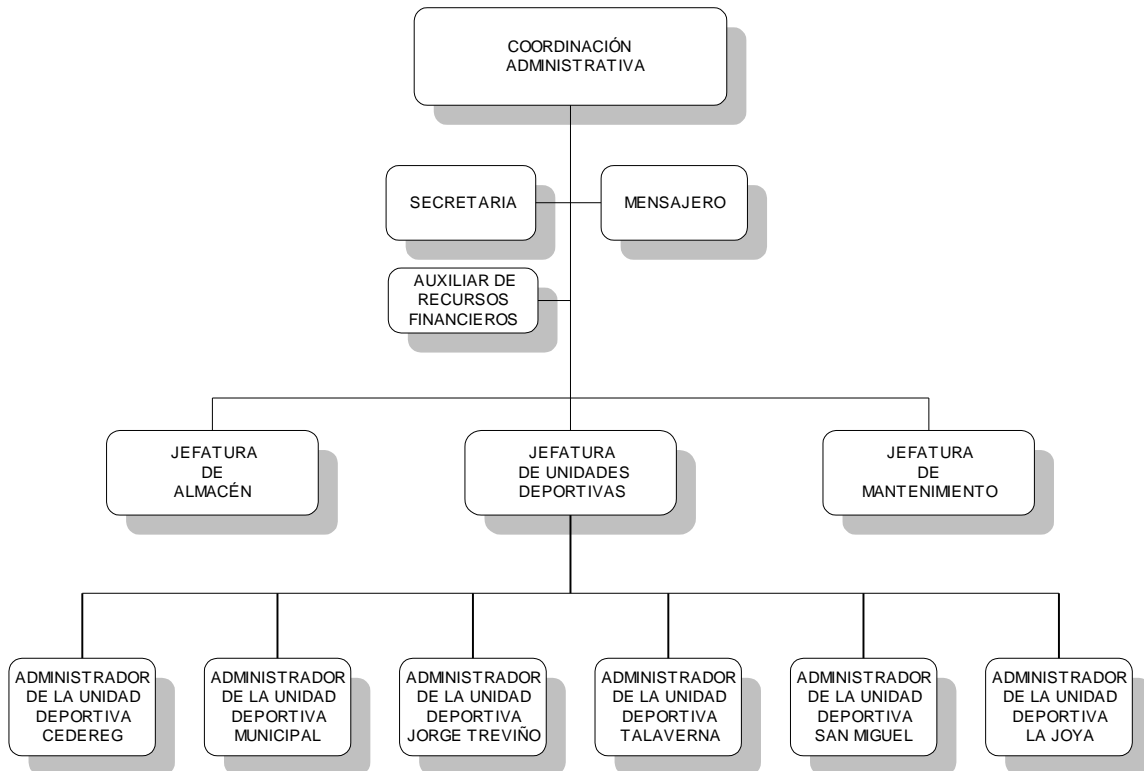 COORDINACIÓN
ADMINISTRATIVA
SECRETARIA
MENSAJERO
AUXILIAR DE
RECURSOS
FINANCIEROS
JEFATURA
DE
ALMACÉN
JEFATURA
DE UNIDADES
DEPORTIVAS
JEFATURA
DE
MANTENIMIENTO
ADMINISTRADOR
DE LA UNIDAD
DEPORTIVA
CEDEREG
ADMINISTRADOR
DE LA UNIDAD
DEPORTIVA
MUNICIPAL
ADMINISTRADOR
DE LA UNIDAD
DEPORTIVA
JORGE TREVIÑO
ADMINISTRADOR
DE LA UNIDAD
DEPORTIVA
TALAVERNA
ADMINISTRADOR
DE LA UNIDAD
DEPORTIVA
SAN MIGUEL
ADMINISTRADOR
DE LA UNIDAD
DEPORTIVA
LA JOYA